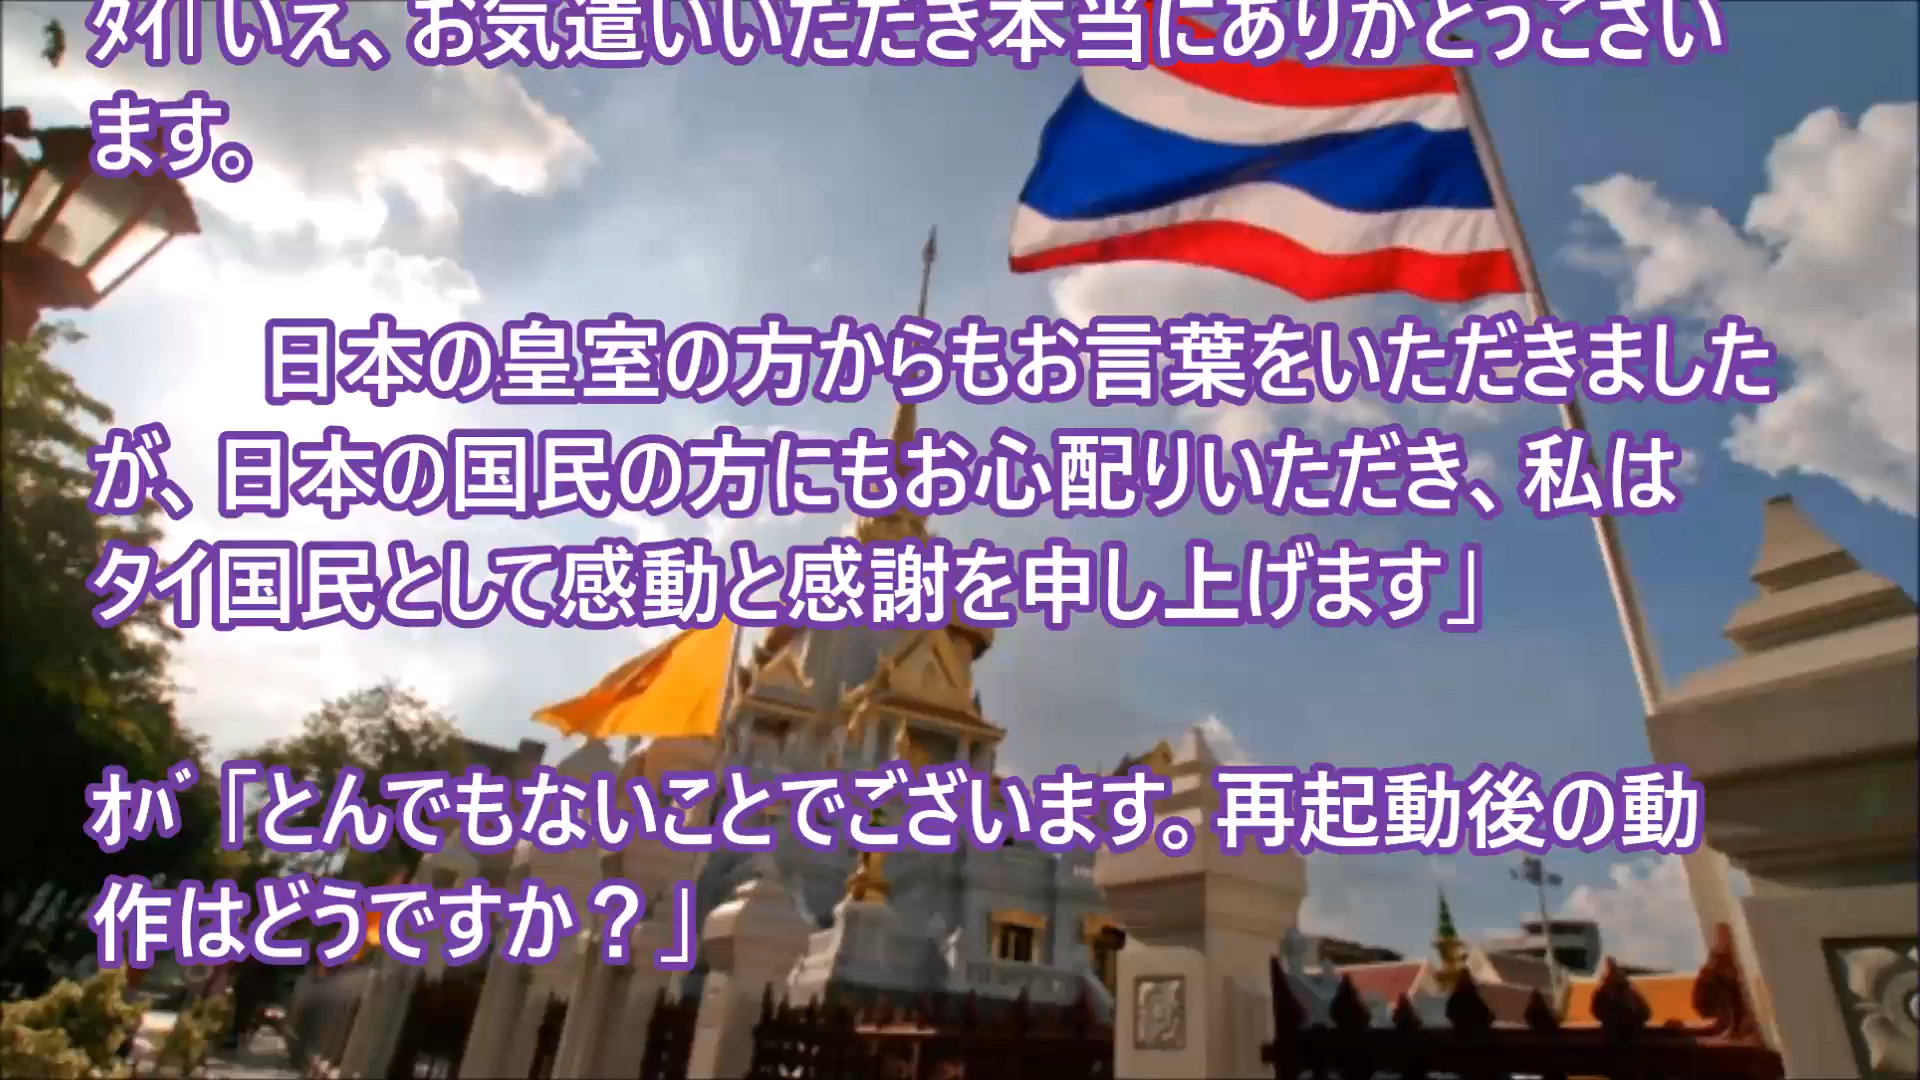 ﾀｲ「いえ、お気遣いいただき本当にありがとうござい
ます。
日本の皇室の方からもお言葉をいただきました
が、日本の国民の方にもお心配りいただき、私は
タイ国民として感動と感謝を申し上げます」
ｵﾊﾞ「とんでもないことでございます。再起動後の動
作はどうですか？」